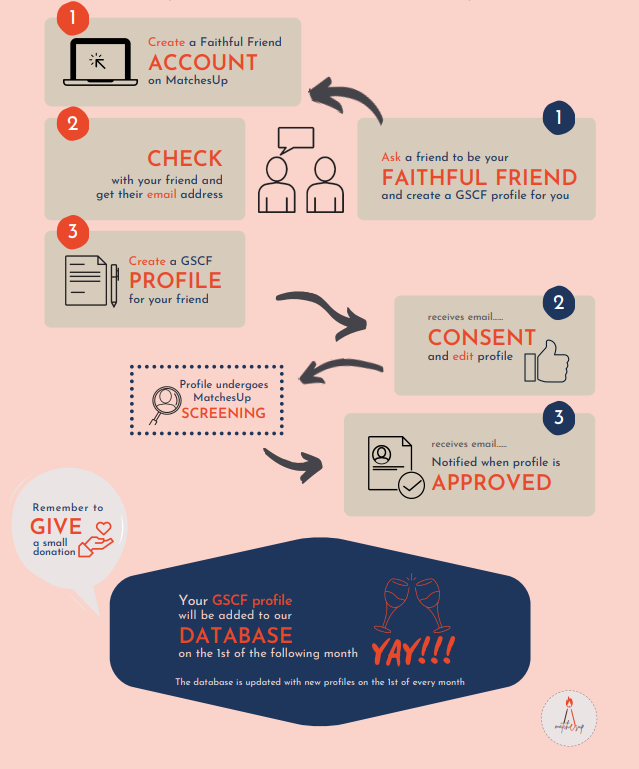 1
Create a Faithful Friend
ACCOUNT
on MatchesUp
1
Ask a friend to be your
FAITHFUL FRIEND
and create a GSCF profile for you
2
CHECK
with your friend and
get their email address
3
Create a GSCF
PROFILE
for your friend
2
receives email.....
CONSENT
and edit profile
Profile undergoes
MatchesUp
SCREENING
3
receives email.....
Notified when profile is
APPROVED
Remember to
GIVE
a small
donation
Your GSCF profile
will be added to our
DATABASE
on the 1st of the following month
YAY!!!
The database is updated with new profiles on the 1st of every month